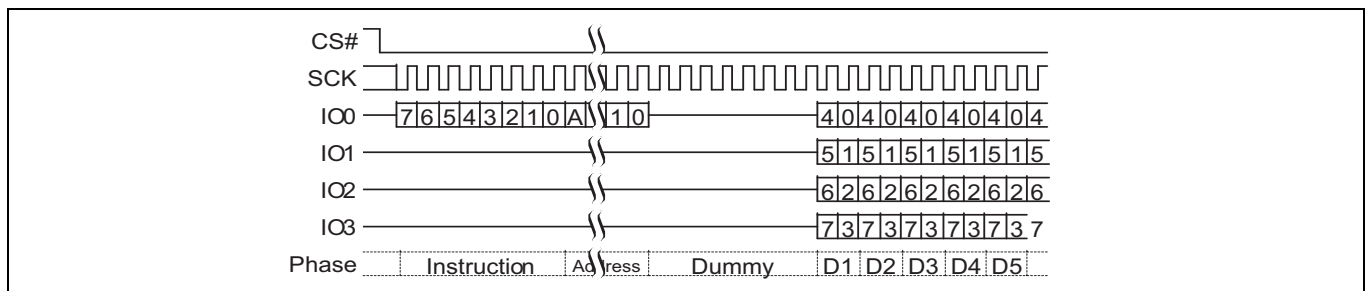 CS#
SCK
IO0 7 6 5 4 3 2 1 0 A 1 0 4 0 4 0 4 0 4 0 4 0 4
IO1 5 1 5 1 5 1 5 1 5 1 5
IO2 6 2 6 2 6 2 6 2 6 2 6
IO3 7 3 7 3 7 3 7 3 7 3 7
Phase Instruction Address Dummy D1 D2 D3 D4 D5